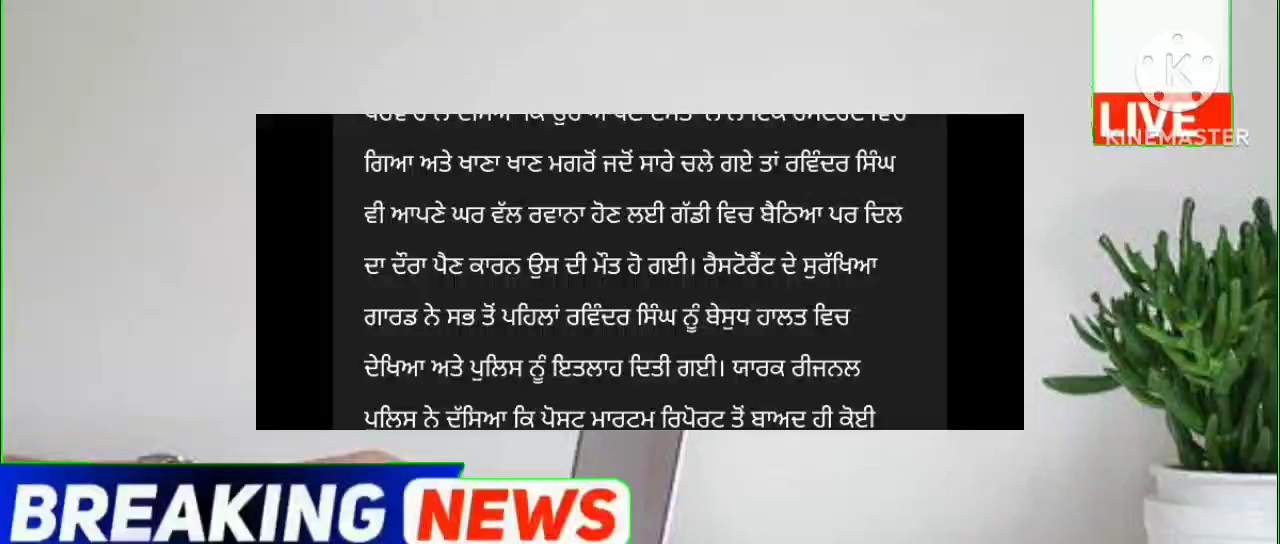 LIVE
KINEMASTER
ਗਿਆ ਅਤੇ ਖਾਣਾ ਖਾਣ ਮਗਰੋਂ ਜਦੋਂ ਸਾਰੇ ਚਲੇ ਗਏ ਤਾਂ ਰਵਿੰਦਰ ਸਿੰਘ
ਵੀ ਆਪਣੇ ਘਰ ਵੱਲ ਰਵਾਨਾ ਹੋਣ ਲਈ ਗੱਡੀ ਵਿਚ ਬੈਠਿਆ ਪਰ ਦਿਲ
ਦਾ ਦੌਰਾ ਪੈਣ ਕਾਰਨ ਉਸ ਦੀ ਮੌਤ ਹੋ ਗਈ। ਰੈਸਟੋਰੈਂਟ ਦੇ ਸੁਰੱਖਿਆ
ਗਾਰਡ ਨੇ ਸਭ ਤੋਂ ਪਹਿਲਾਂ ਰਵਿੰਦਰ ਸਿੰਘ ਨੂੰ ਬੇਸੁਧ ਹਾਲਤ ਵਿਚ
ਦੇਖਿਆ ਅਤੇ ਪੁਲਿਸ ਨੂੰ ਇਤਲਾਹ ਦਿਤੀ ਗਈ। ਯਾਰਕ ਰੀਜਨਲ
ਪੁਲਿਸ ਨੇ ਦੱਸਿਆ ਕਿ ਪੋਸਟ ਮਾਰਟਮ ਰਿਪੋਰਟ ਤੋਂ ਬਾਅਦ ਹੀ ਕੋਈ
BREAKING NEWS